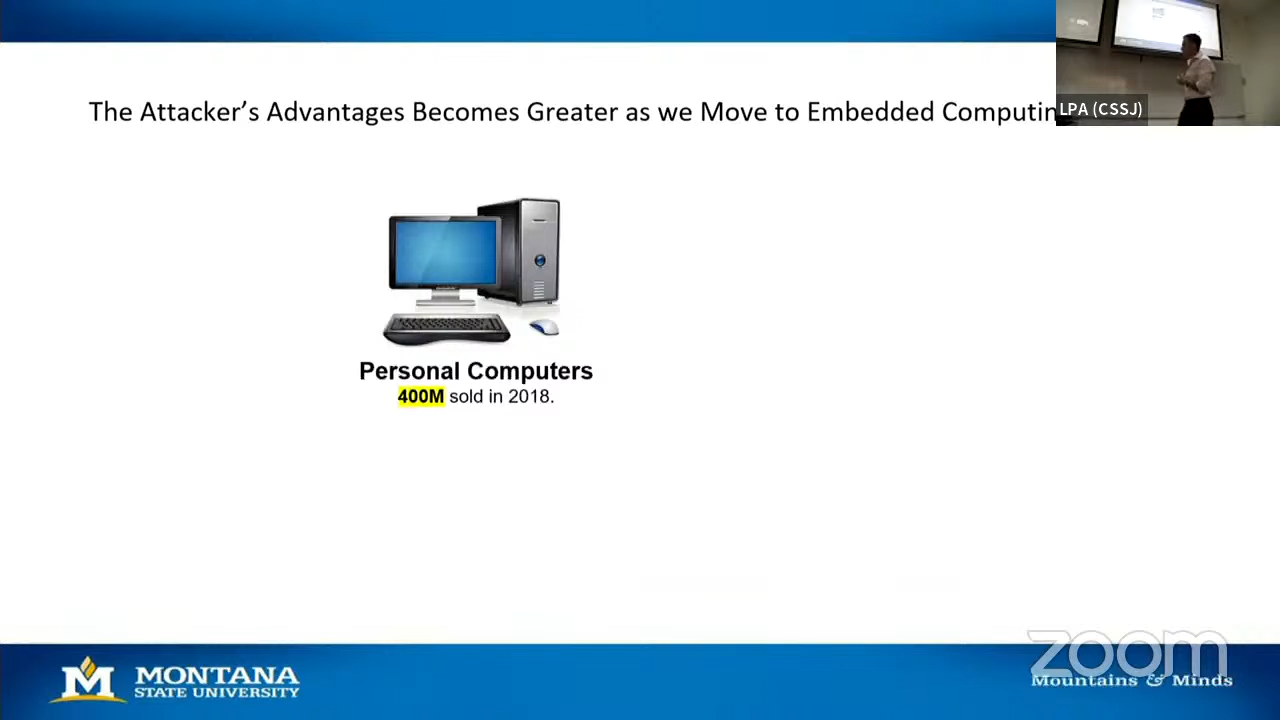 The Attacker's Advantages Becomes Greater as we Move to Embedded Computin
LPA (CSSJ)
Personal Computers
400M sold in 2018.
MONTANA
STATE UNIVERSITY
zoom
Mountains & Minds